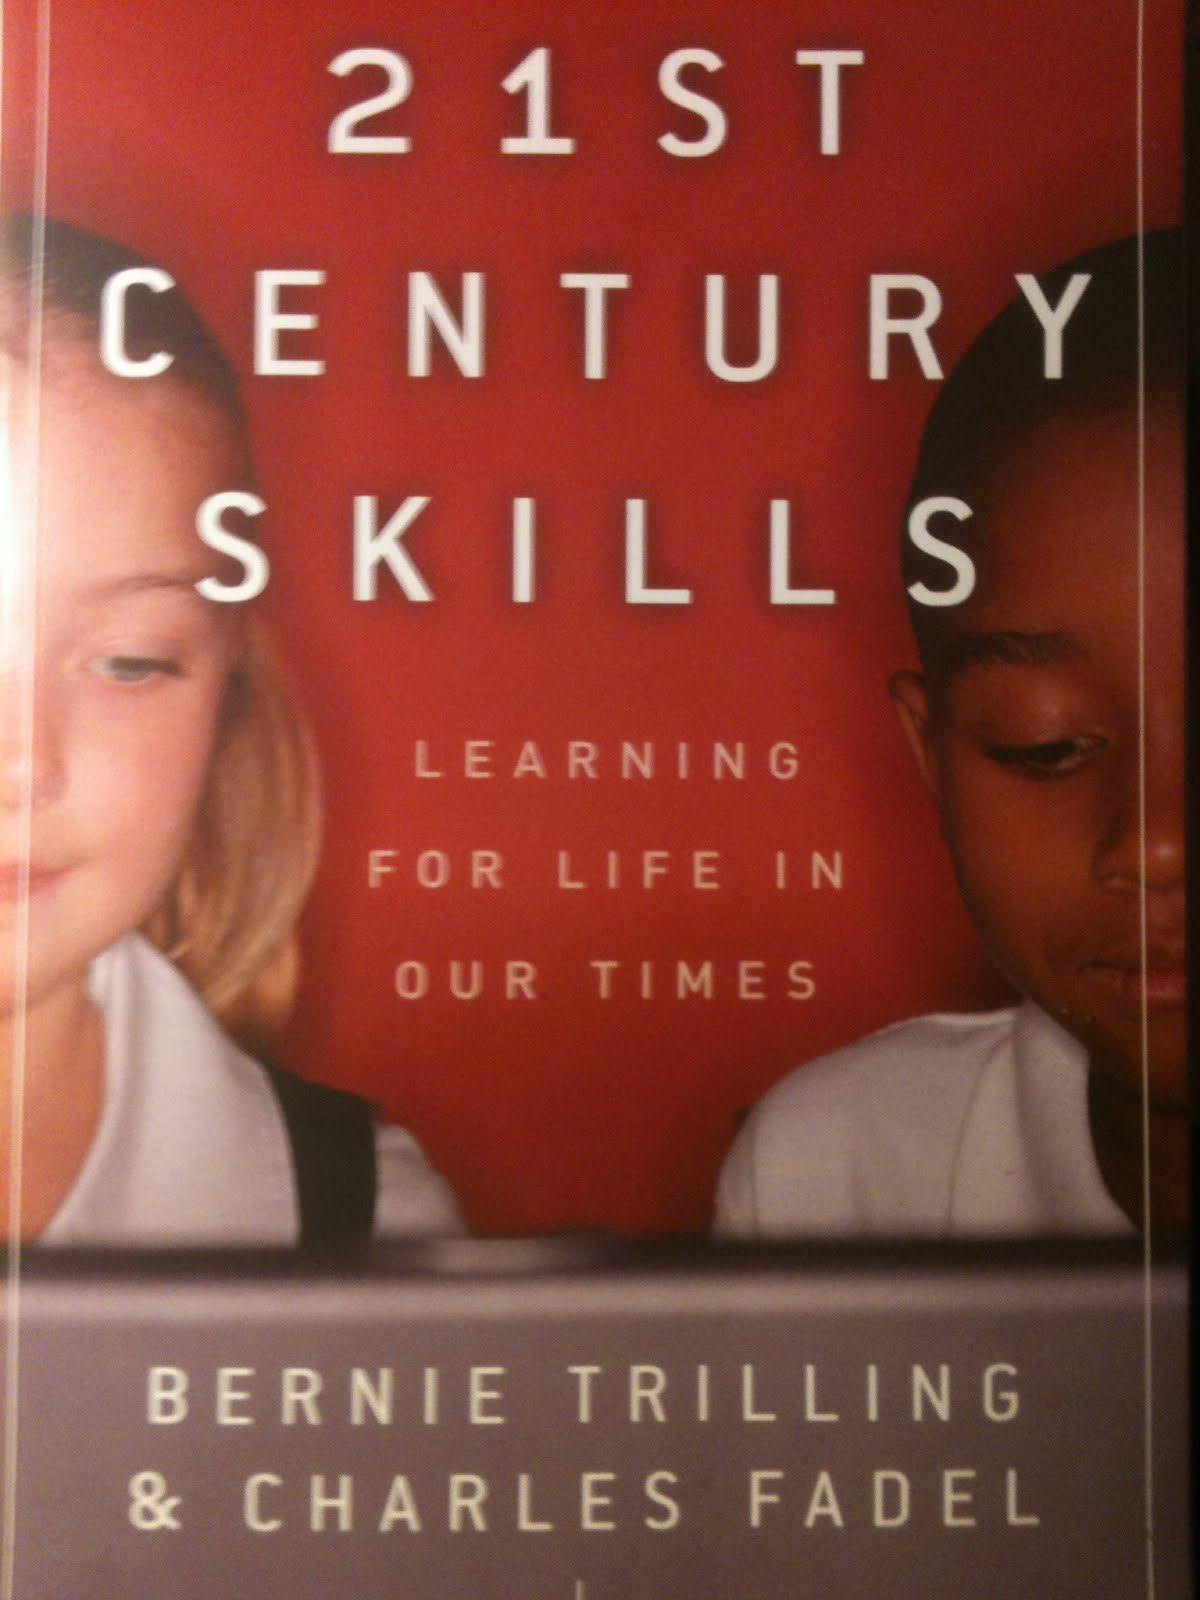 21ST
CENTURY
SKILLS
LEARNING
FOR LIFE IN
OUR TIMES
BERNIE TRILLING
& CHARLES FADEL